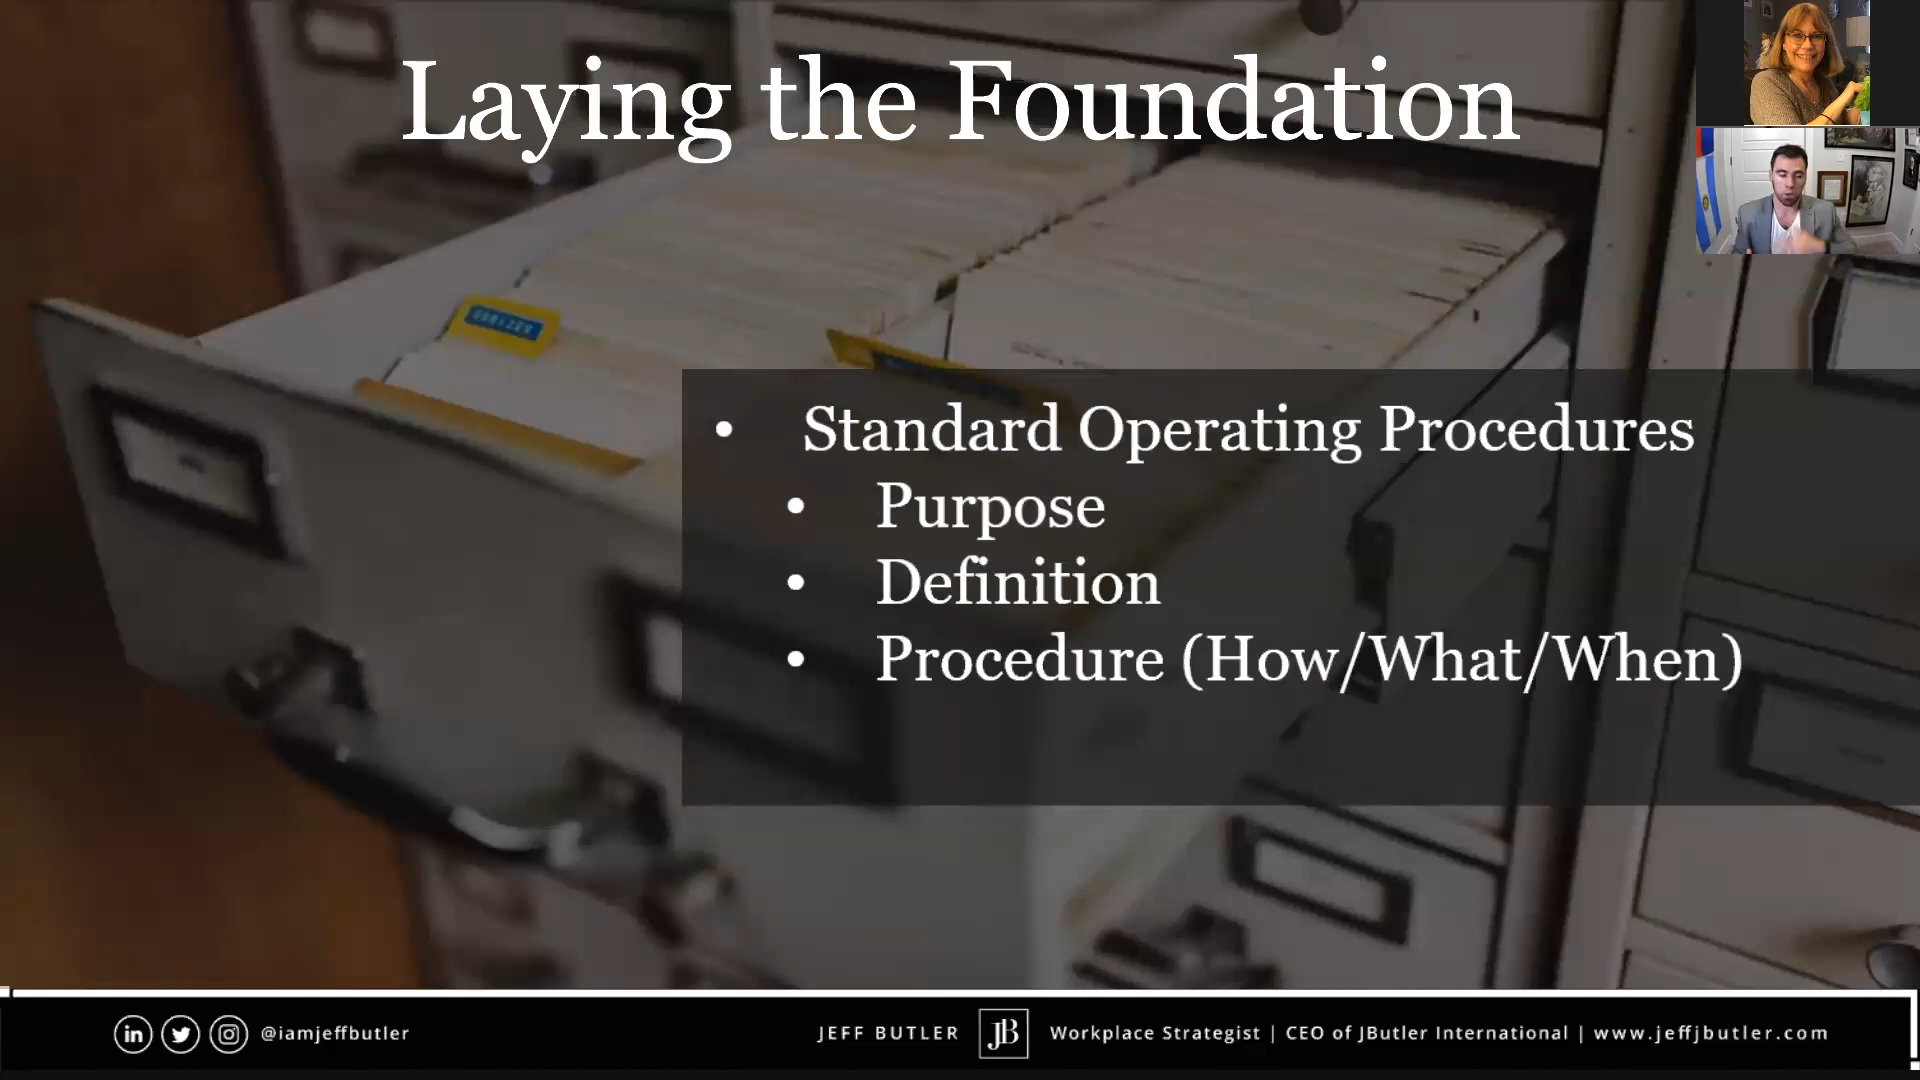 Laying the Foundation
• Standard Operating Procedures
• Purpose
• Definition
• Procedure (How/What/When)
in @iamjeffbutler
JEFF BUTLER JB Workplace Strategist | CEO of JButler International | www.jeffjbutler.com